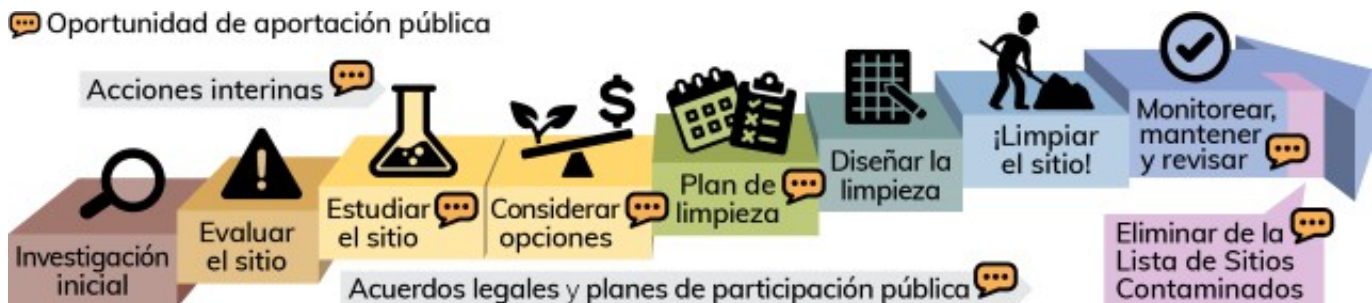 Oportunidad de aportación pública
Acciones interinas
Investigación
inicial
Evaluar
el sitio
Estudiar
el sitio
Considerar
opciones
Plan de
limpieza
Diseñar la
limpieza
¡Limpiar
el sitio!
Monitorear,
mantener
y revisar
Eliminar de la
Lista de Sitios
Contaminados
Acuerdos legales y planes de participación pública